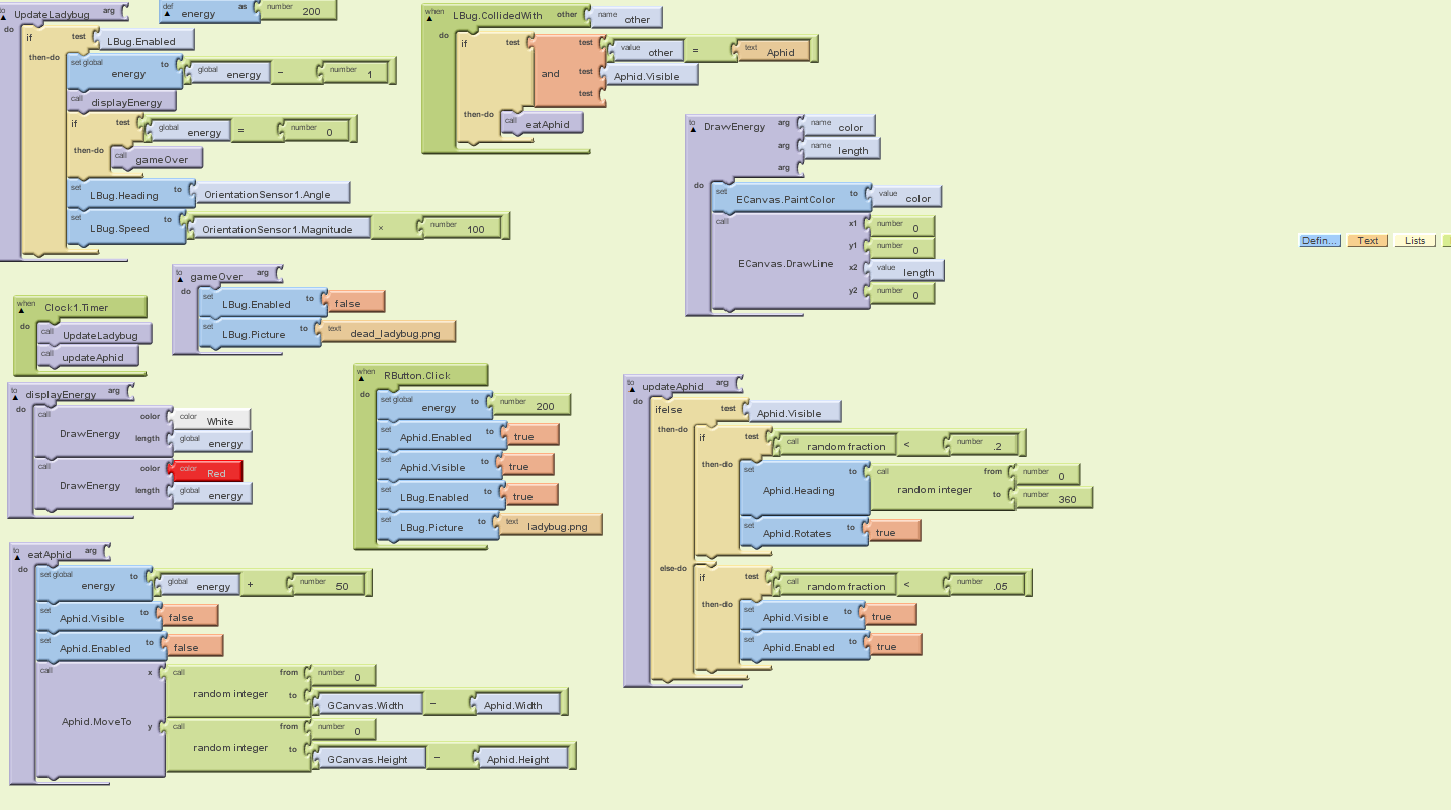 to UpdateLadybug arg
do if test LBug.Enabled
then-do set global energy to global energy - number 1
call displayEnergy
if test global energy = number 0
then-do call gameOver
set LBug.Heading to OrientationSensor1.Angle
set LBug.Speed to OrientationSensor1.Magnitude × number 100
def energy as number 200
when LBug.CollidedWith other name other
do if test and test value other = text Aphid
test Aphid.Visible
test
then-do call eatAphid
to DrawEnergy arg name color
arg name length
arg
do set ECanvas.PaintColor to value color
call ECanvas.DrawLine x1 number 0
y1 number 0
x2 value length
y2 number 0
Defin... Text Lists
to gameOver arg
do set LBug.Enabled to false
set LBug.Picture to text dead_ladybug.png
when Clock1.Timer
do call UpdateLadybug
call updateAphid
to displayEnergy arg
do call DrawEnergy color color White
length global energy
call DrawEnergy color color Red
length global energy
when RButton.Click
do set global energy to number 200
set Aphid.Enabled to true
set Aphid.Visible to true
set LBug.Enabled to true
set LBug.Picture to text ladybug.png
to updateAphid arg
do ifelse test Aphid.Visible
then-do if test call random fraction < number .2
then-do set Aphid.Heading to call random integer from number 0
to number 360
set Aphid.Rotates to true
else-do if test call random fraction < number .05
then-do set Aphid.Visible to true
set Aphid.Enabled to true
to eatAphid arg
do set global energy to global energy + number 50
set Aphid.Visible to false
set Aphid.Enabled to false
call Aphid.MoveTo x call random integer from number 0
to GCanvas.Width - Aphid.Width
y call random integer from number 0
to GCanvas.Height - Aphid.Height